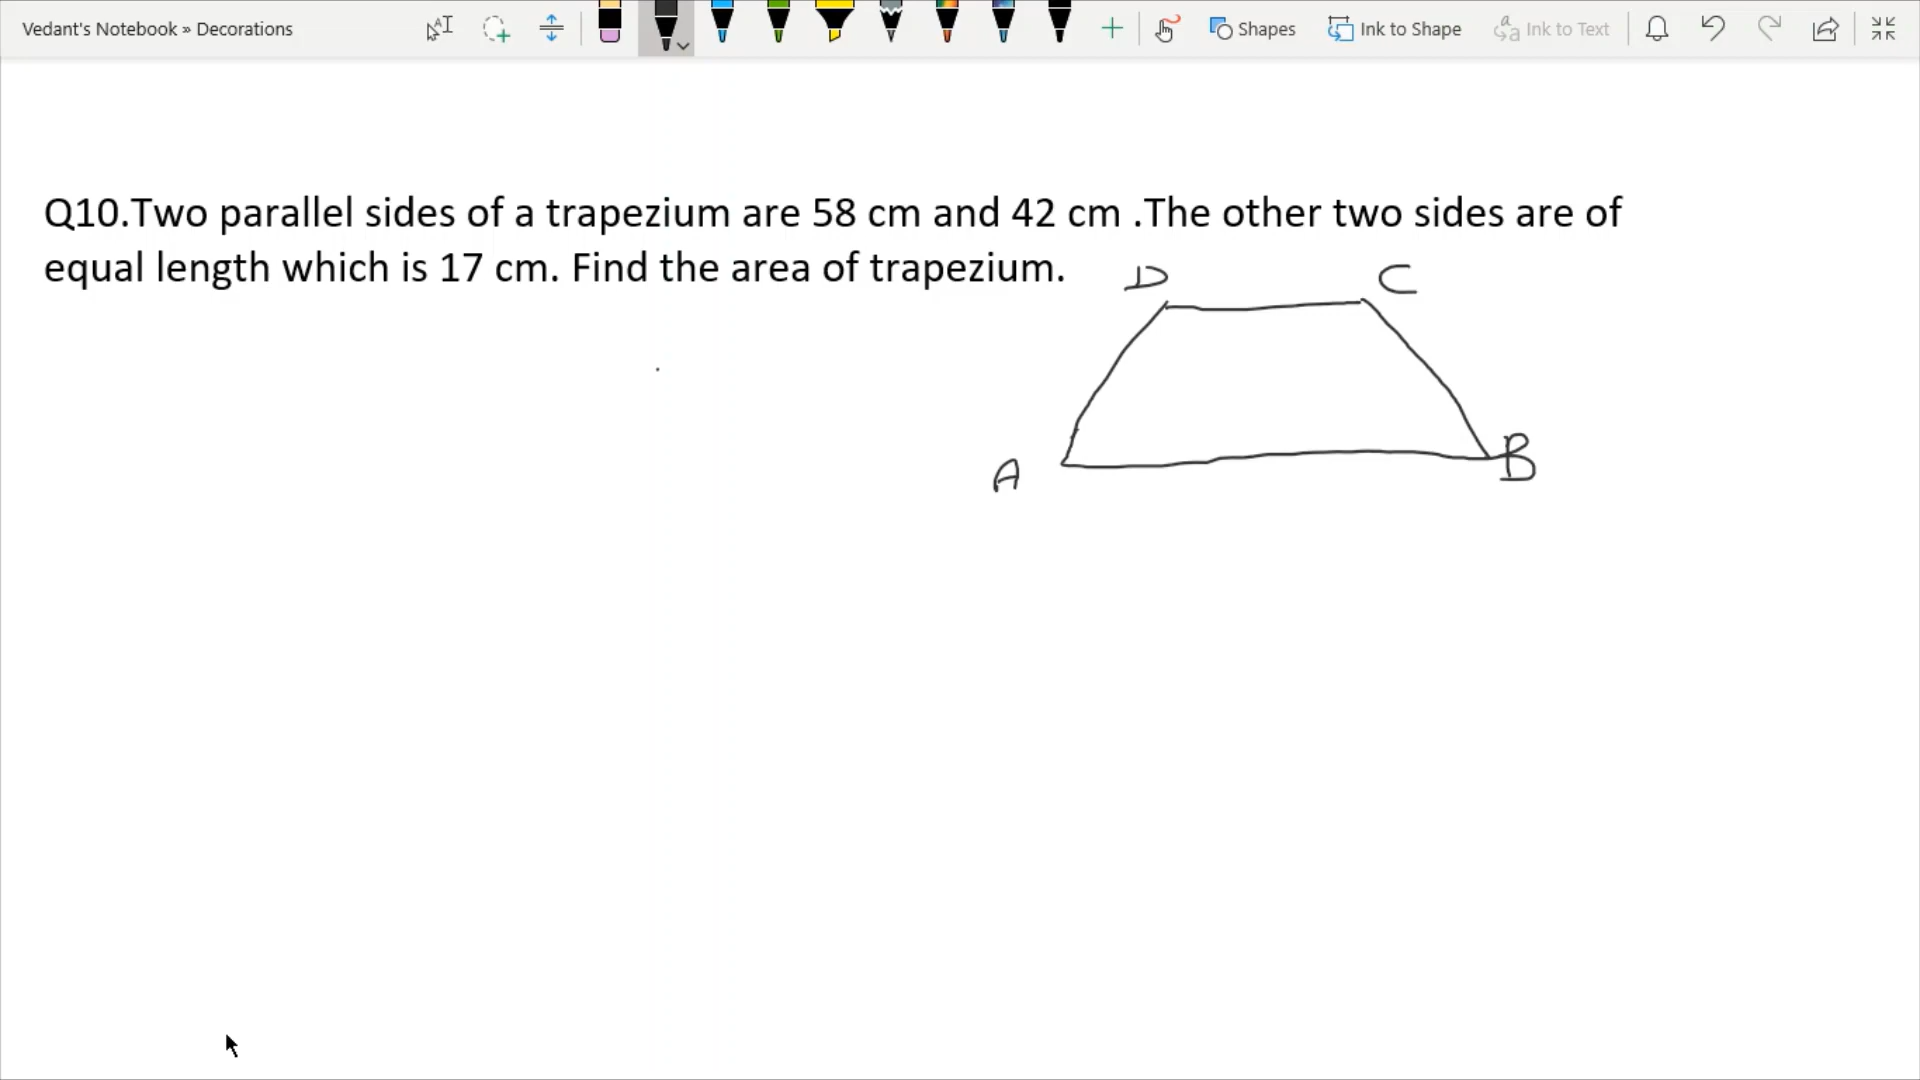 Vedant's Notebook » Decorations
Shapes
Ink to Shape
Ink to Text
Q10.Two parallel sides of a trapezium are 58 cm and 42 cm .The other two sides are of
equal length which is 17 cm. Find the area of trapezium.
D C
A B